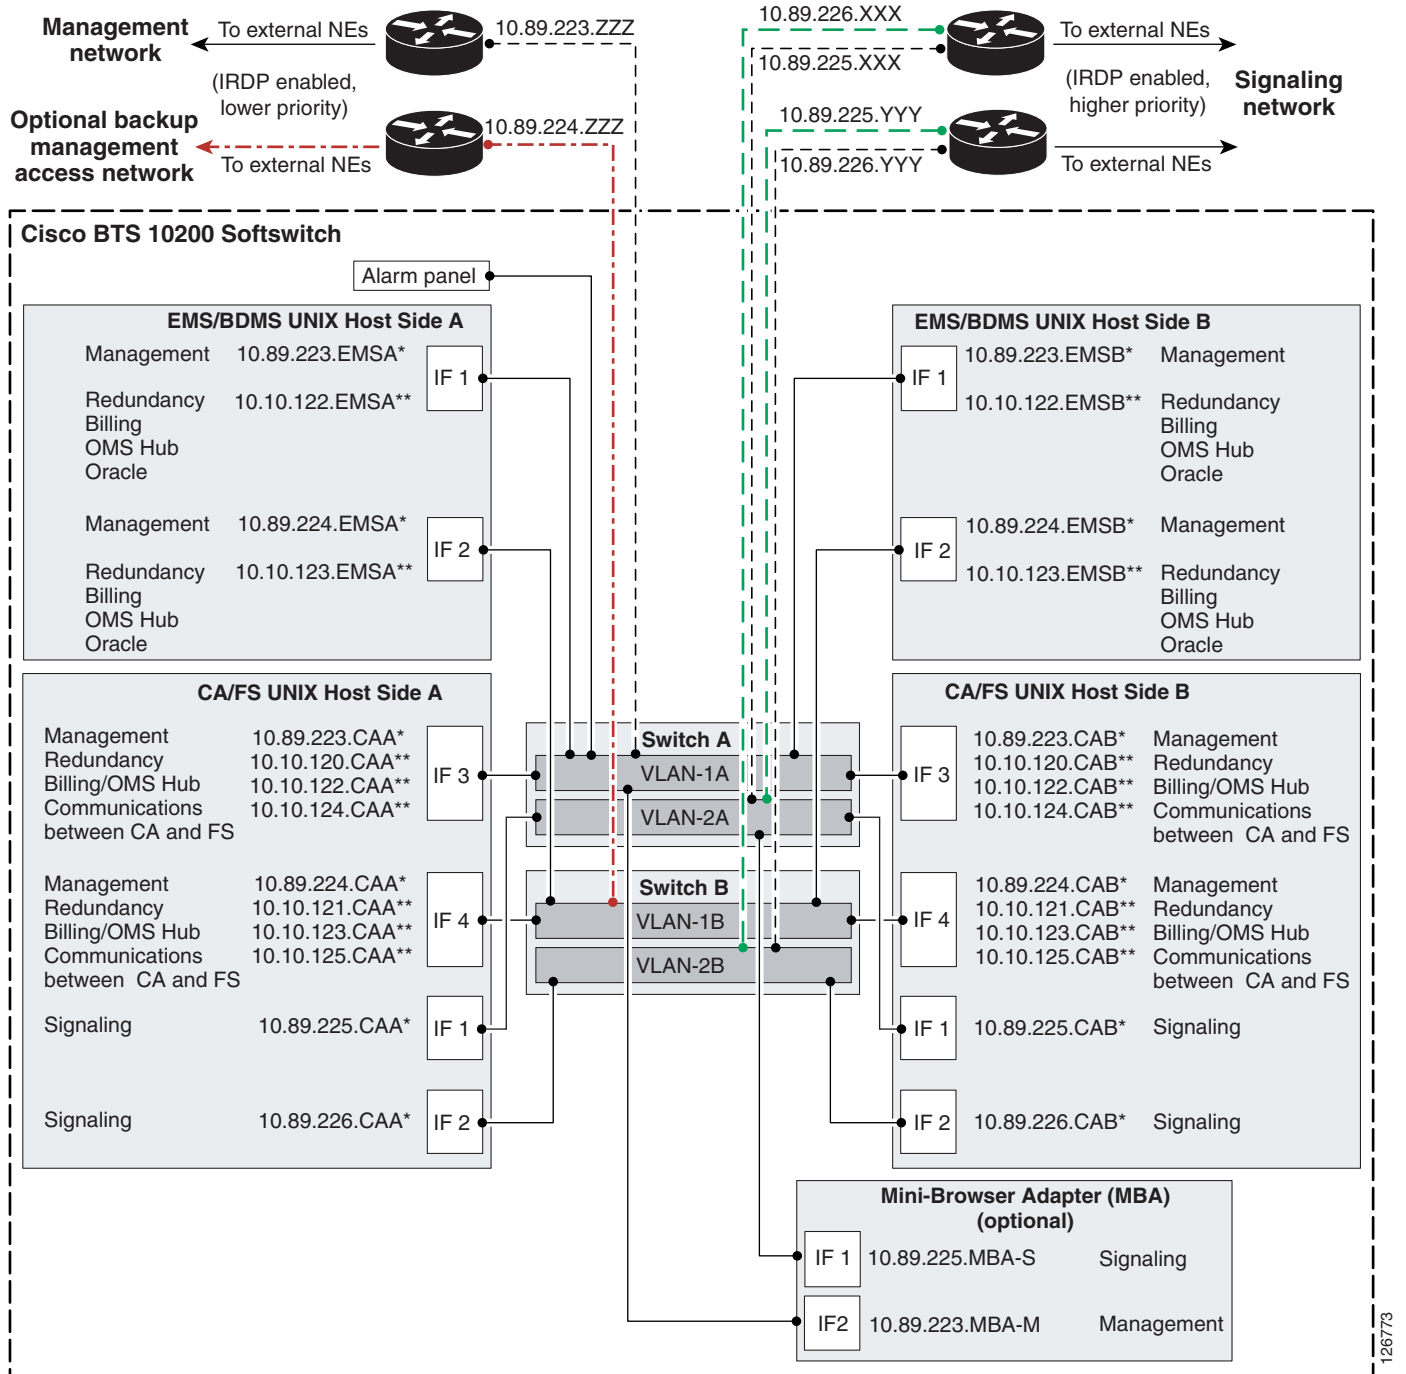 Management
network
To external NEs
10.89.223.ZZZ
(IRDP enabled,
lower priority)
Optional backup
management
access network
10.89.224.ZZZ
To external NEs
10.89.226.XXX
10.89.225.XXX
To external NEs
(IRDP enabled,
higher priority)
Signaling
network
10.89.225.YYY
10.89.226.YYY
To external NEs
Cisco BTS 10200 Softswitch
Alarm panel
EMS/BDMS UNIX Host Side A
Management 10.89.223.EMSA*
IF 1
Redundancy 10.10.122.EMSA**
Billing
OMS Hub
Oracle
Management 10.89.224.EMSA*
IF 2
Redundancy 10.10.123.EMSA**
Billing
OMS Hub
Oracle
EMS/BDMS UNIX Host Side B
IF 1
10.89.223.EMSB* Management
10.10.122.EMSB** Redundancy
Billing
OMS Hub
Oracle
IF 2
10.89.224.EMSB* Management
10.10.123.EMSB** Redundancy
Billing
OMS Hub
Oracle
CA/FS UNIX Host Side A
Management 10.89.223.CAA*
Redundancy 10.10.120.CAA**
Billing/OMS Hub 10.10.122.CAA**
Communications 10.10.124.CAA**
between CA and FS
IF 3
Management 10.89.224.CAA*
Redundancy 10.10.121.CAA**
Billing/OMS Hub 10.10.123.CAA**
Communications 10.10.125.CAA**
between CA and FS
IF 4
Signaling 10.89.225.CAA*
IF 1
Signaling 10.89.226.CAA*
IF 2
Switch A
VLAN-1A
VLAN-2A
Switch B
VLAN-1B
VLAN-2B
CA/FS UNIX Host Side B
IF 3
10.89.223.CAB* Management
10.10.120.CAB** Redundancy
10.10.122.CAB** Billing/OMS Hub
10.10.124.CAB** Communications
between CA and FS
IF 4
10.89.224.CAB* Management
10.10.121.CAB** Redundancy
10.10.123.CAB** Billing/OMS Hub
10.10.125.CAB** Communications
between CA and FS
IF 1
10.89.225.CAB* Signaling
IF 2
10.89.226.CAB* Signaling
Mini-Browser Adapter (MBA)
(optional)
IF 1 10.89.225.MBA-S Signaling
IF2 10.89.223.MBA-M Management
126773